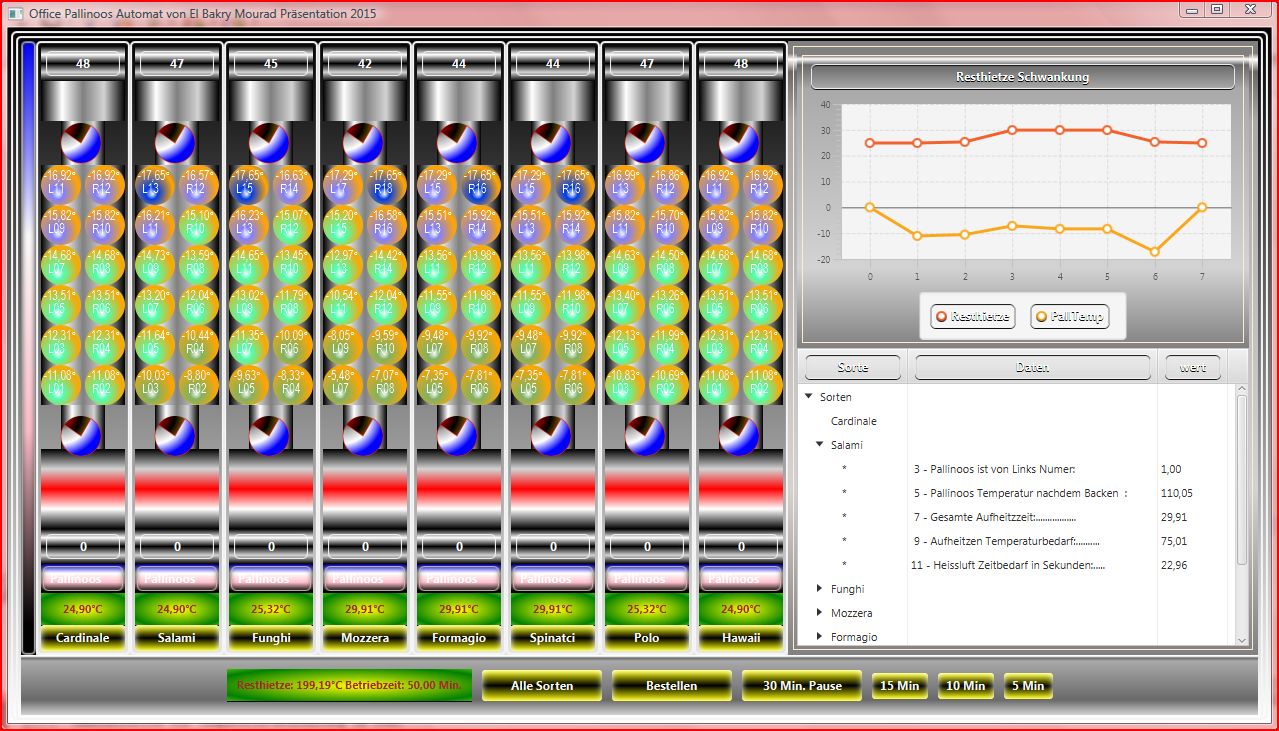 Office Pallinoos Automat von El Bakry Mourad Präsentation 2015
48 47 45 42 44 44 47 48
-16,92° -16,92° -17,65° -16,57° -17,65° -16,63° -17,29° -17,65° -17,29° -17,65° -17,29° -17,65° -16,99° -16,86° -16,92° -16,92°
L11 R12 L13 R12 L15 R14 L17 R18 L15 R16 L15 R16 L13 R12 L11 R12
-15,82° -15,82° -16,21° -15,10° -16,23° -15,07° -15,20° -16,58° -15,51° -15,92° -15,51° -15,92° -15,82° -15,70° -15,82° -15,82°
L09 R10 L11 R10 L13 R12 L15 R16 L13 R14 L13 R14 L11 R10 L09 R10
-14,68° -14,68° -14,73° -13,59° -14,65° -13,45° -12,97° -14,42° -13,56° -13,98° -13,56° -13,98° -14,63° -14,50° -14,68° -14,68°
L07 R08 L09 R08 L11 R10 L13 R14 L11 R12 L11 R12 L09 R08 L07 R08
-13,51° -13,51° -13,20° -12,04° -13,02° -11,79° -10,54° -12,04° -11,55° -11,98° -11,55° -11,98° -13,40° -13,26° -13,51° -13,51°
L05 R06 L07 R06 L09 R08 L11 R12 L09 R10 L09 R10 L07 R06 L05 R06
-12,31° -12,31° -11,64° -10,44° -11,35° -10,09° -8,05° -9,59° -9,48° -9,92° -9,48° -9,92° -12,13° -11,99° -12,31° -12,31°
L03 R04 L05 R04 L07 R06 L09 R10 L07 R08 L07 R08 L05 R04 L03 R04
-11,08° -11,08° -10,03° -8,80° -9,63° -8,33° -5,48° -7,07° -7,35° -7,81° -7,35° -7,81° -10,83° -10,69° -11,08° -11,08°
L01 R02 L03 R02 L05 R04 L07 R08 L05 R06 L05 R06 L03 R02 L01 R02
0 0 0 0 0 0 0 0
Pallinoos Pallinoos Pallinoos Pallinoos Pallinoos Pallinoos Pallinoos Pallinoos
24,90°C 24,90°C 25,32°C 29,91°C 29,91°C 29,91°C 25,32°C 24,90°C
Cardinale Salami Funghi Mozzera Formagio Spinatci Polo Hawaii
Resthietze Schwankung
40
30
20
10
0
-10
-20
0 1 2 3 4 5 6 7
Resthietze PallTemp
Sorte Daten wert
Sorten
Cardinale
Salami
* 3 - Pallinoos ist von Links Numer: 1,00
* 5 - Pallinoos Temperatur nachdem Backen : 110,05
* 7 - Gesamte Aufheitzzeit:................ 29,91
* 9 - Aufheitzen Temperaturbedarf:.......... 75,01
* 11 - Heissluft Zeitbedarf in Sekunden:..... 22,96
Funghi
Mozzera
Formagio
Resthietze: 199,19°C Betriebzeit: 50,00 Min. Alle Sorten Bestellen 30 Min. Pause 15 Min 10 Min 5 Min